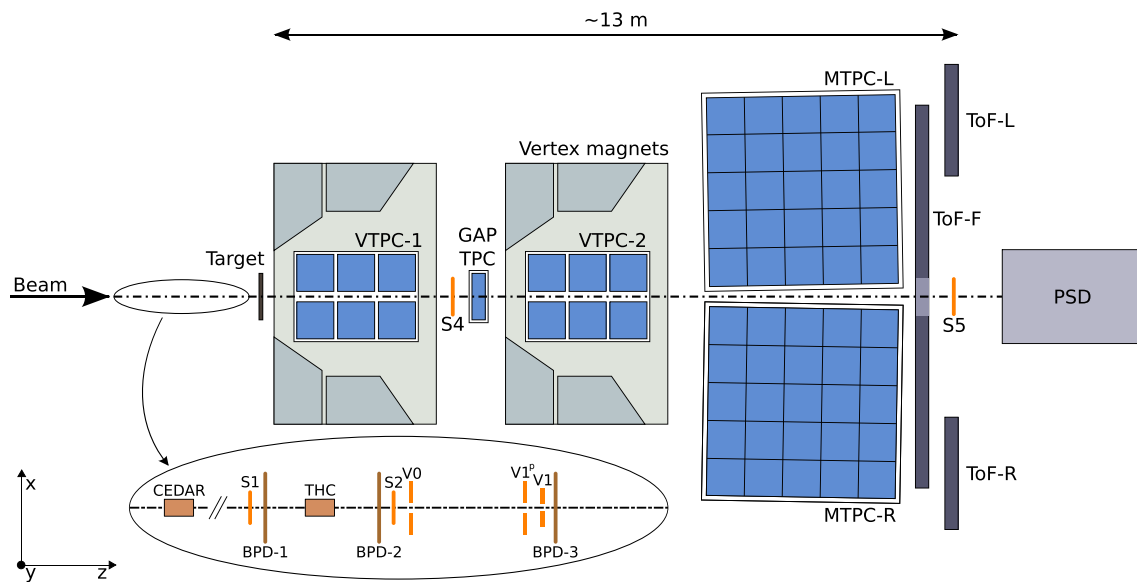 ~13 m
MTPC-L
ToF-L
Vertex magnets
ToF-F
VTPC-1
GAP
TPC
VTPC-2
Target
Beam
S4
S5
PSD
x
CEDAR
S1
THC
S2
V0
V1ᵖ
V1
ToF-R
MTPC-R
BPD-1
BPD-2
BPD-3
y
z